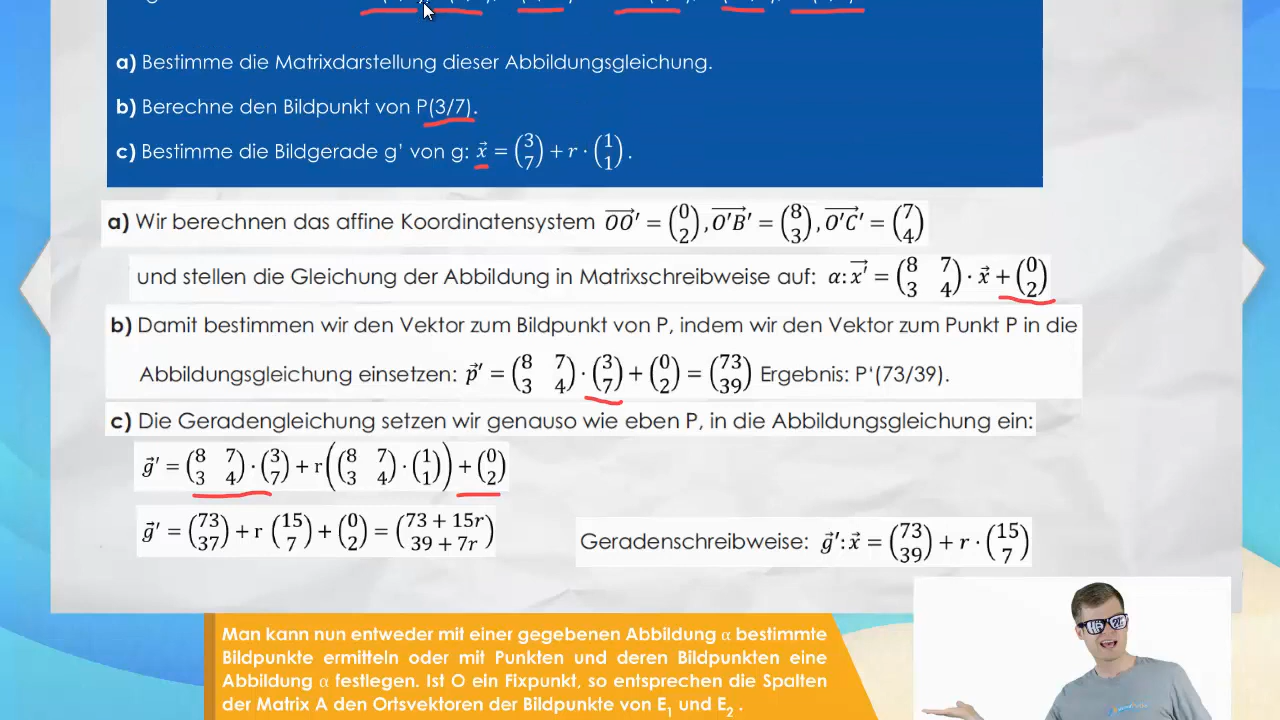 a) Bestimme die Matrixdarstellung dieser Abbildungsgleichung.
b) Berechne den Bildpunkt von P(3/7).
c) Bestimme die Bildgerade g' von g: x⃗ = (3 7) + r · (1 1).
a) Wir berechnen das affine Koordinatensystem OO'⃗ = (0 2), O'B'⃗ = (8 3), O'C'⃗ = (7 4)
und stellen die Gleichung der Abbildung in Matrixschreibweise auf: α: x'⃗ = (8 7 3 4) · x⃗ + (0 2)
b) Damit bestimmen wir den Vektor zum Bildpunkt von P, indem wir den Vektor zum Punkt P in die
Abbildungsgleichung einsetzen: p⃗' = (8 7 3 4) · (3 7) + (0 2) = (73 39) Ergebnis: P'(73/39).
c) Die Geradengleichung setzen wir genauso wie eben P, in die Abbildungsgleichung ein:
g⃗' = (8 7 3 4) · (3 7) + r((8 7 3 4) · (1 1)) + (0 2)
g⃗' = (73 37) + r (15 7) + (0 2) = (73 + 15r 39 + 7r)
Geradenschreibweise: g⃗': x⃗ = (73 39) + r · (15 7)
Man kann nun entweder mit einer gegebenen Abbildung α bestimmte
Bildpunkte ermitteln oder mit Punkten und deren Bildpunkten eine
Abbildung α festlegen. Ist O ein Fixpunkt, so entsprechen die Spalten
der Matrix A den Ortsvektoren der Bildpunkte von E₁ und E₂ .